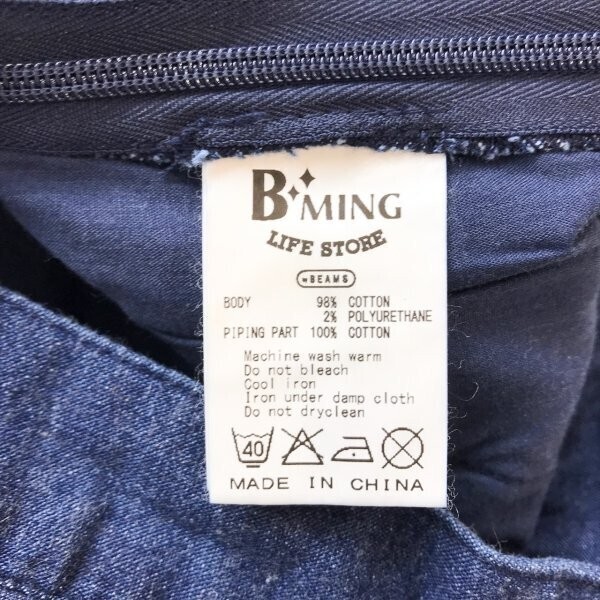 B MING
LIFE STORE
BEAMS
BODY 98% COTTON
2% POLYURETHANE
PIPING PART 100% COTTON
Machine wash warm
Do not bleach
Cool iron
Iron under damp cloth
Do not dryclean
40
MADE IN CHINA